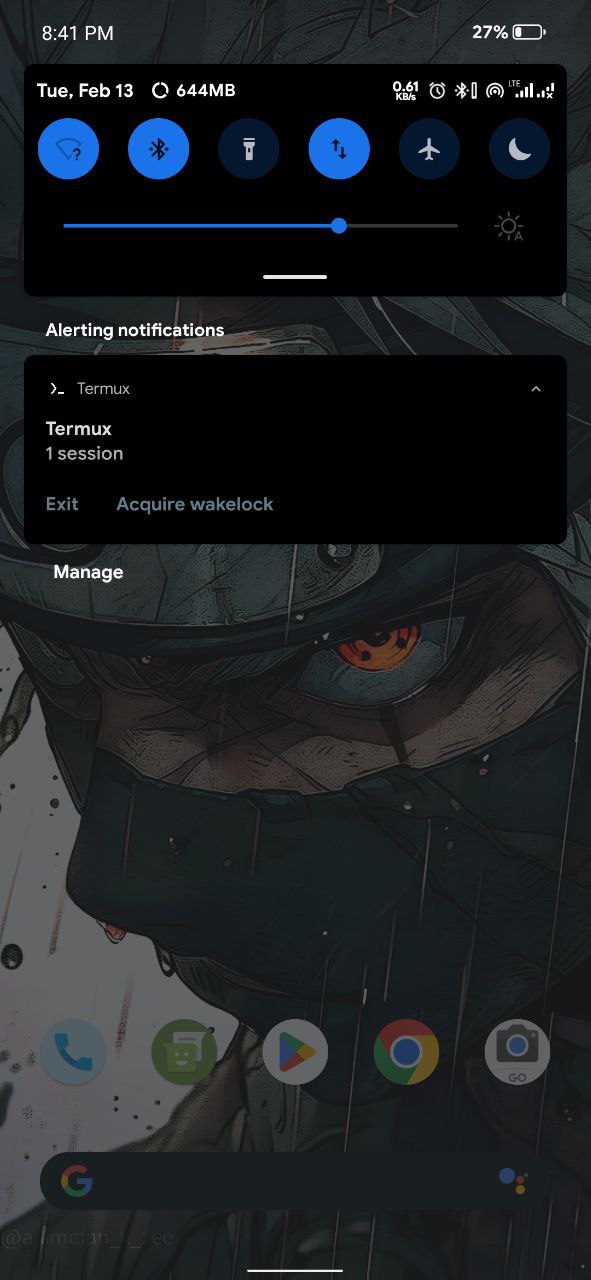 8:41 PM 27%
Tue, Feb 13 644MB 0.61 KB/s LTE
Alerting notifications
Termux
Termux
1 session
Exit Acquire wakelock
Manage
GO